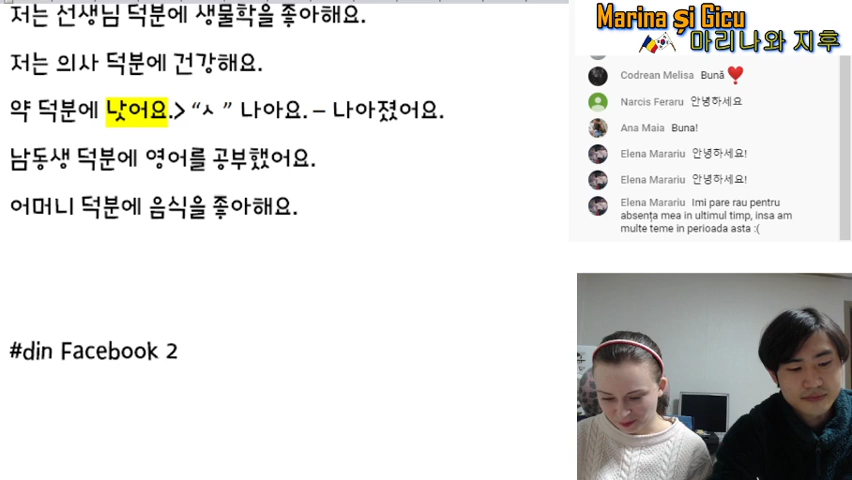 저는 선생님 덕분에 생물학을 좋아해요.
저는 의사 덕분에 건강해요.
약 덕분에 낫어요.> “ㅅ ” 나아요. – 나아졌어요.
남동생 덕분에 영어를 공부했어요.
어머니 덕분에 음식을 좋아해요.
#din Facebook 2
Marina și Gicu
마리나와 지후
Codrean Melisa Bună ❤
Narcis Feraru 안녕하세요
Ana Maia Buna!
Elena Marariu 안녕하세요!
Elena Marariu 안녕하세요!
Elena Marariu Imi pare rau pentru
absența mea in ultimul timp, insa am
multe teme in perioada asta :(